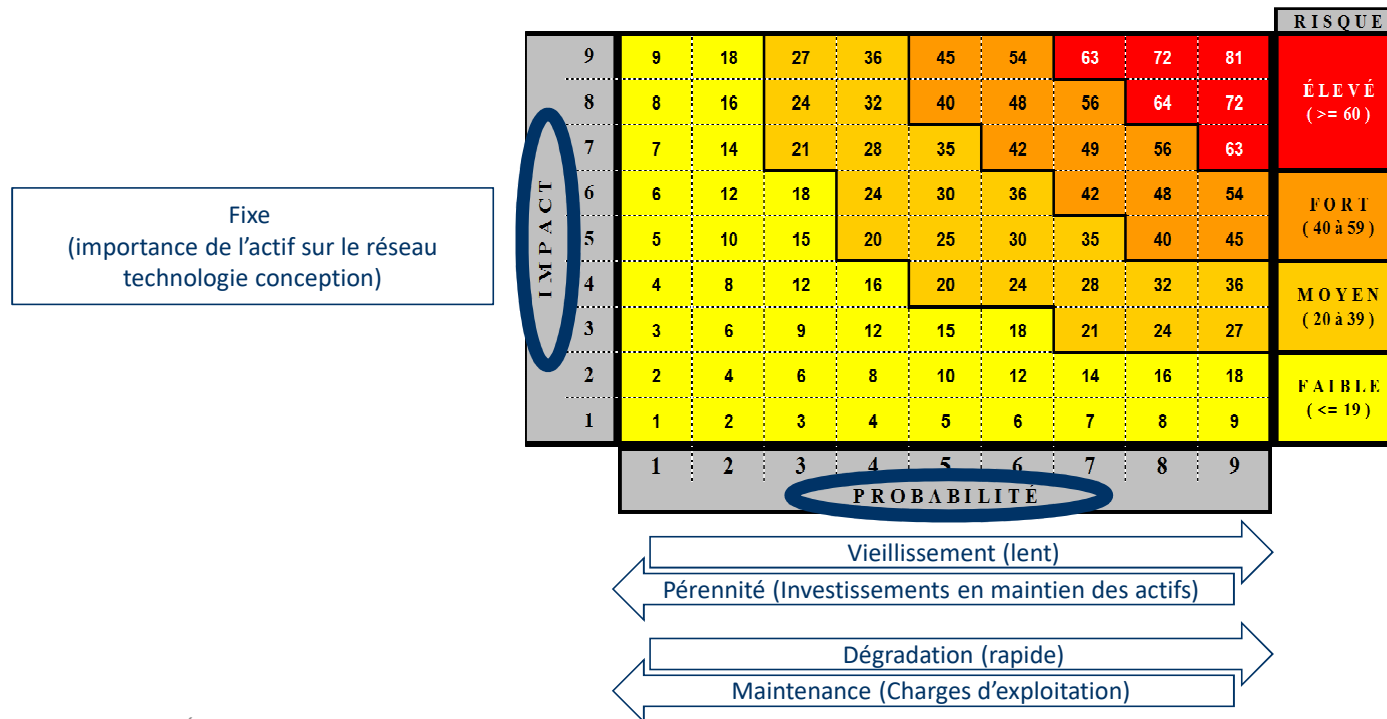 RISQUE
9 9 18 27 36 45 54 63 72 81
8 8 16 24 32 40 48 56 64 72
ÉLEVÉ
(>= 60)
7 7 14 21 28 35 42 49 56 63
Fixe
(importance de l'actif sur le réseau
technologie conception)
IMPACT
6 6 12 18 24 30 36 42 48 54
5 5 10 15 20 25 30 35 40 45
FORT
(40 à 59)
4 4 8 12 16 20 24 28 32 36
3 3 6 9 12 15 18 21 24 27
MOYEN
(20 à 39)
2 2 4 6 8 10 12 14 16 18
1 1 2 3 4 5 6 7 8 9
FAIBLE
(<= 19)
1 2 3 4 5 6 7 8 9
PROBABILITÉ
Vieillissement (lent)
Pérennité (Investissements en maintien des actifs)
Dégradation (rapide)
Maintenance (Charges d'exploitation)